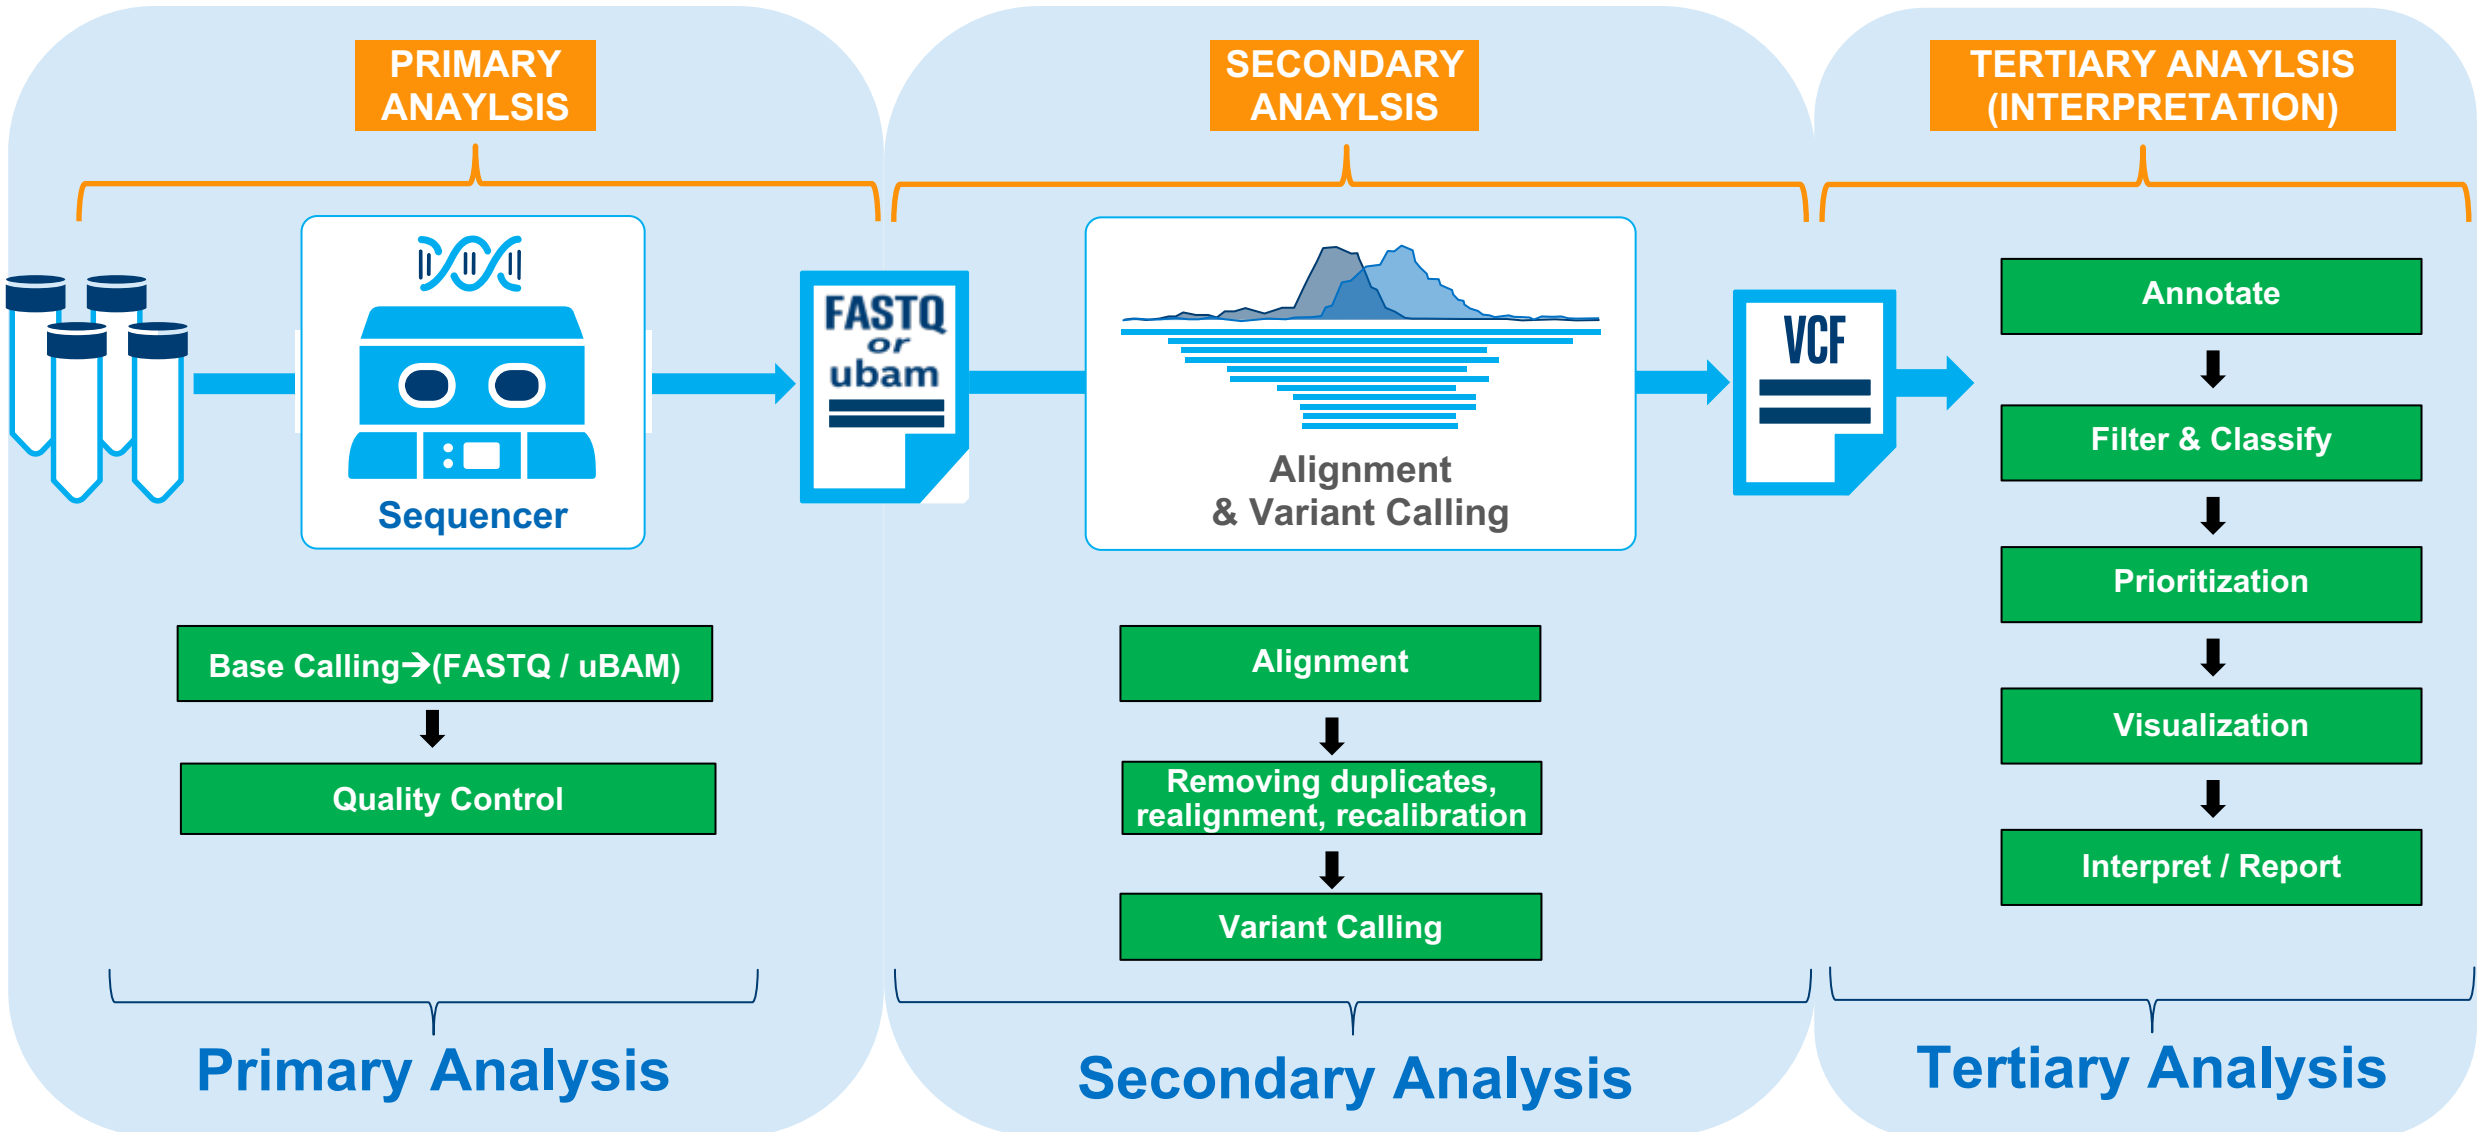 PRIMARY
ANAYLSIS
SECONDARY
ANAYLSIS
TERTIARY ANAYLSIS
(INTERPRETATION)
Sequencer
FASTQ
or
ubam
Alignment
& Variant Calling
VCF
Base Calling→(FASTQ / uBAM)
Quality Control
Alignment
Removing duplicates,
realignment, recalibration
Variant Calling
Annotate
Filter & Classify
Prioritization
Visualization
Interpret / Report
Primary Analysis
Secondary Analysis
Tertiary Analysis